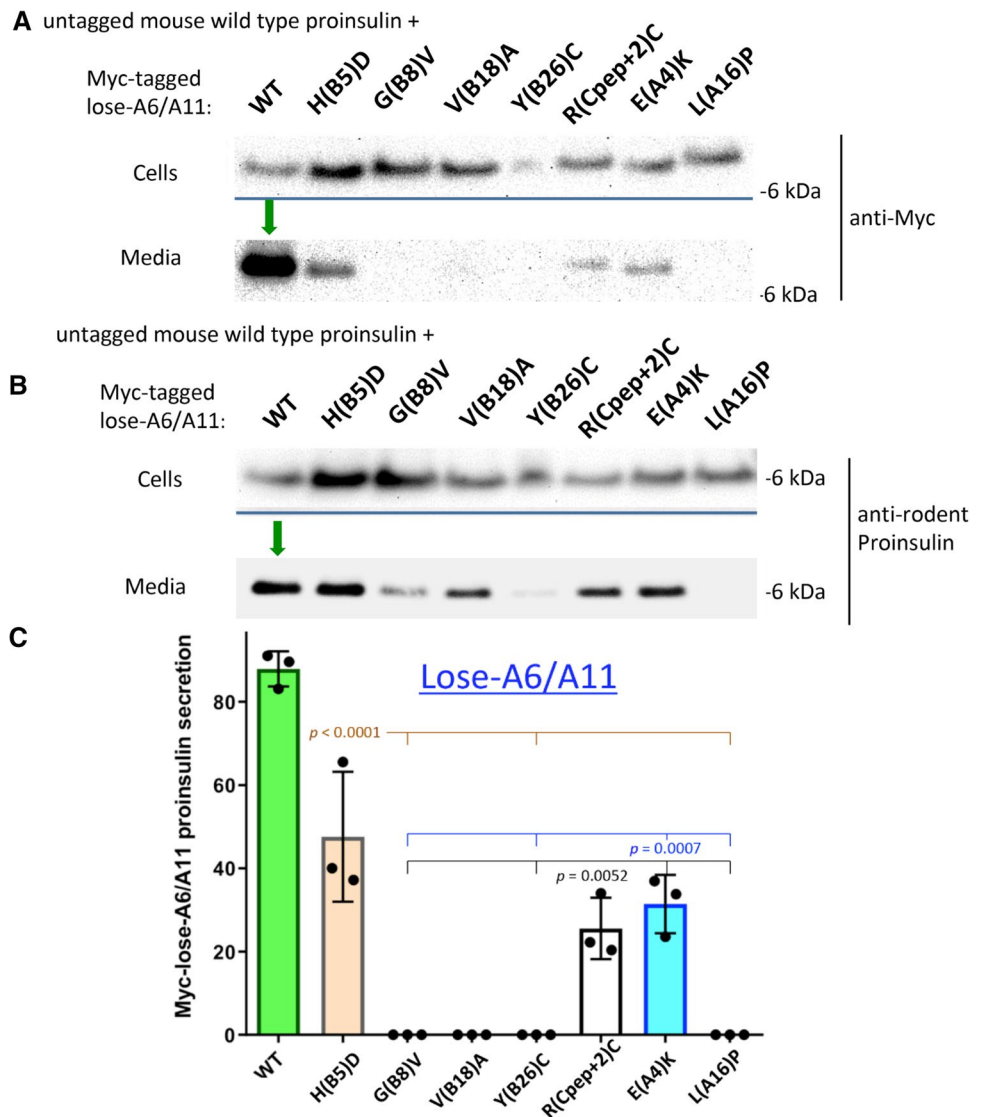 A untagged mouse wild type proinsulin +
Myc-tagged
lose-A6/A11:
WT H(B5)D G(B8)V V(B18)A Y(B26)C R(Cpep+2)C E(A4)K L(A16)P
Cells
-6 kDa
anti-Myc
Media
-6 kDa
untagged mouse wild type proinsulin +
B
Myc-tagged
lose-A6/A11:
WT H(B5)D G(B8)V V(B18)A Y(B26)C R(Cpep+2)C E(A4)K L(A16)P
Cells
-6 kDa
anti-rodent
Proinsulin
Media
-6 kDa
C
Myc-lose-A6/A11 proinsulin secretion
Lose-A6/A11
80
p < 0.0001
60
40
p = 0.0007
p = 0.0052
20
0
WT H(B5)D G(B8)V V(B18)A Y(B26)C R(Cpep+2)C E(A4)K L(A16)P